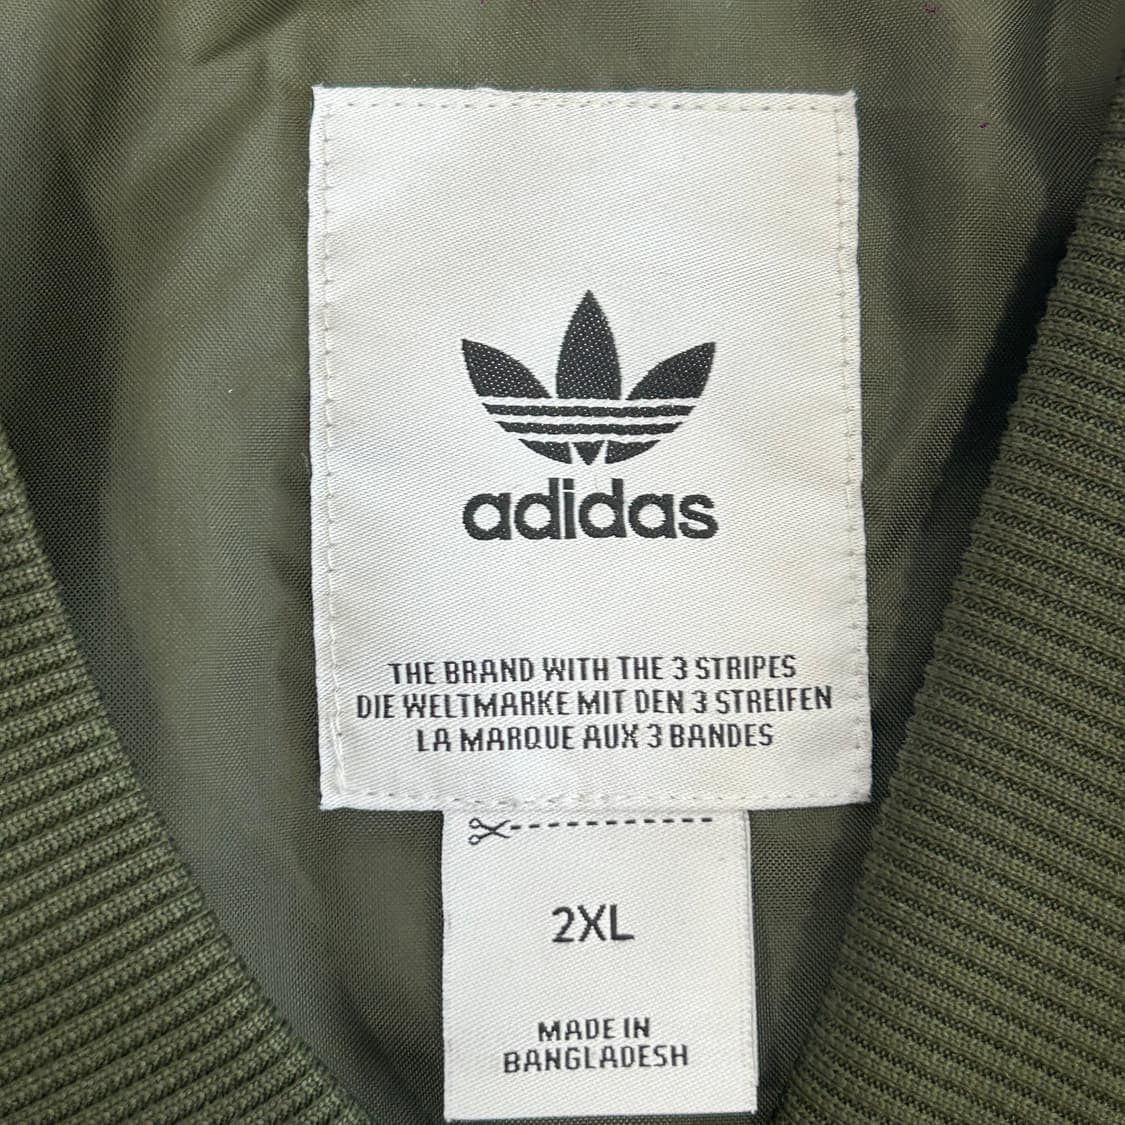 adidas
THE BRAND WITH THE 3 STRIPES
DIE WELTMARKE MIT DEN 3 STREIFEN
LA MARQUE AUX 3 BANDES
2XL
MADE IN
BANGLADESH